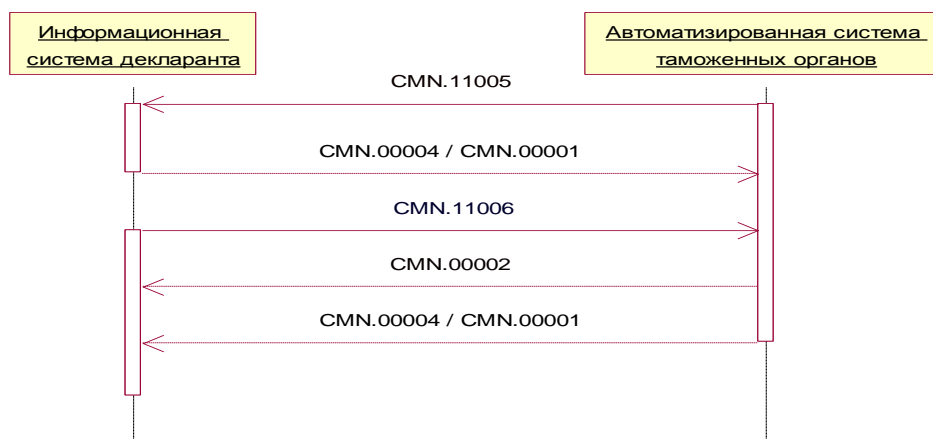 Информационная
система декларанта
Автоматизированная система
таможенных органов
CMN.11005
CMN.00004 / CMN.00001
CMN.11006
CMN.00002
CMN.00004 / CMN.00001